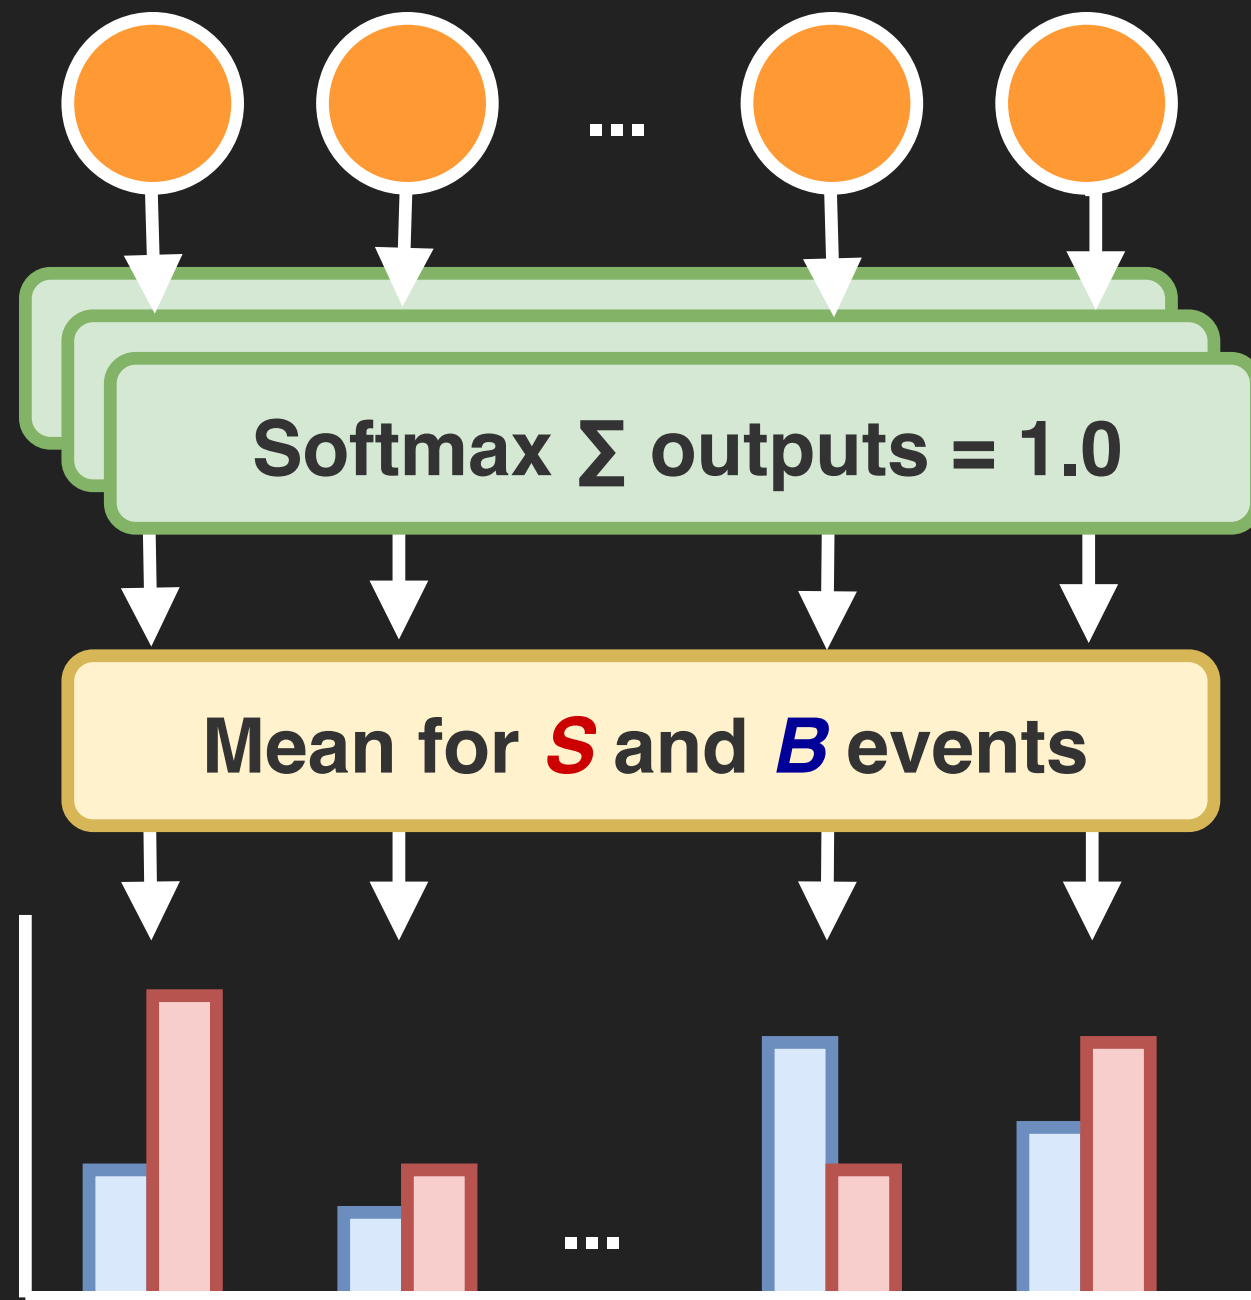 ...
Softmax ∑ outputs = 1.0
Mean for S and B events
...